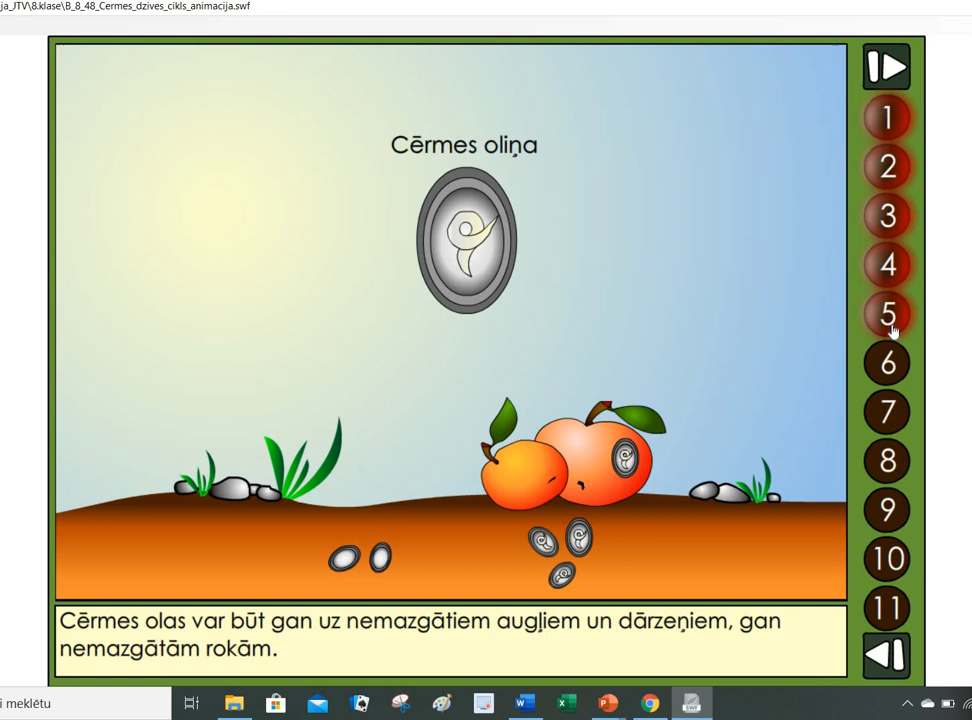 ja_JTV\8.klase\B_8_48_Cermes_dzives_cikls_animacija.swf
Cērmes oliņa
1
2
3
4
5
6
7
8
9
10
11
Cērmes olas var būt gan uz nemazgātiem augļiem un dārzeņiem, gan
nemazgātām rokām.
i meklētu
SWF